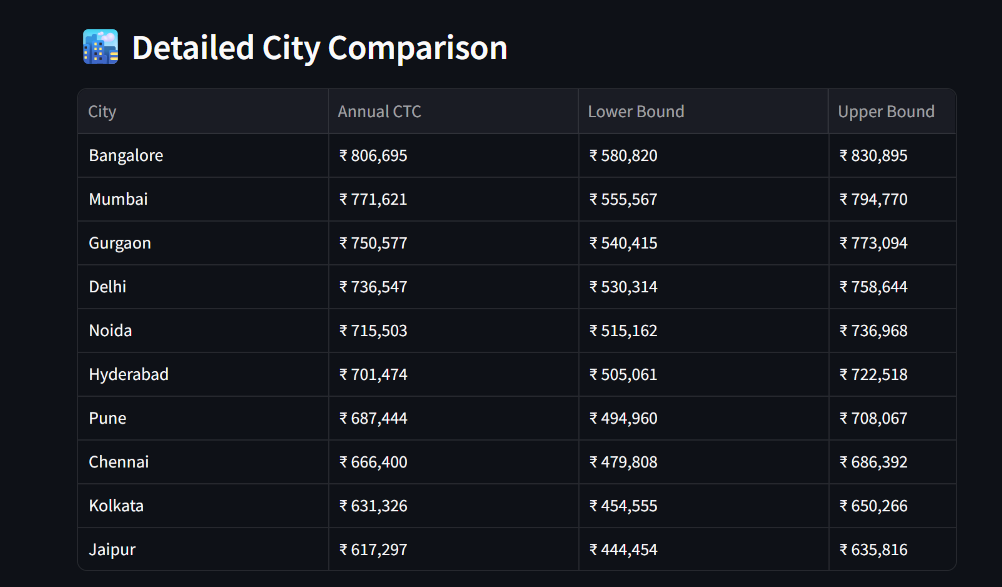 Detailed City Comparison
City Annual CTC Lower Bound Upper Bound
Bangalore ₹ 806,695 ₹ 580,820 ₹ 830,895
Mumbai ₹ 771,621 ₹ 555,567 ₹ 794,770
Gurgaon ₹ 750,577 ₹ 540,415 ₹ 773,094
Delhi ₹ 736,547 ₹ 530,314 ₹ 758,644
Noida ₹ 715,503 ₹ 515,162 ₹ 736,968
Hyderabad ₹ 701,474 ₹ 505,061 ₹ 722,518
Pune ₹ 687,444 ₹ 494,960 ₹ 708,067
Chennai ₹ 666,400 ₹ 479,808 ₹ 686,392
Kolkata ₹ 631,326 ₹ 454,555 ₹ 650,266
Jaipur ₹ 617,297 ₹ 444,454 ₹ 635,816